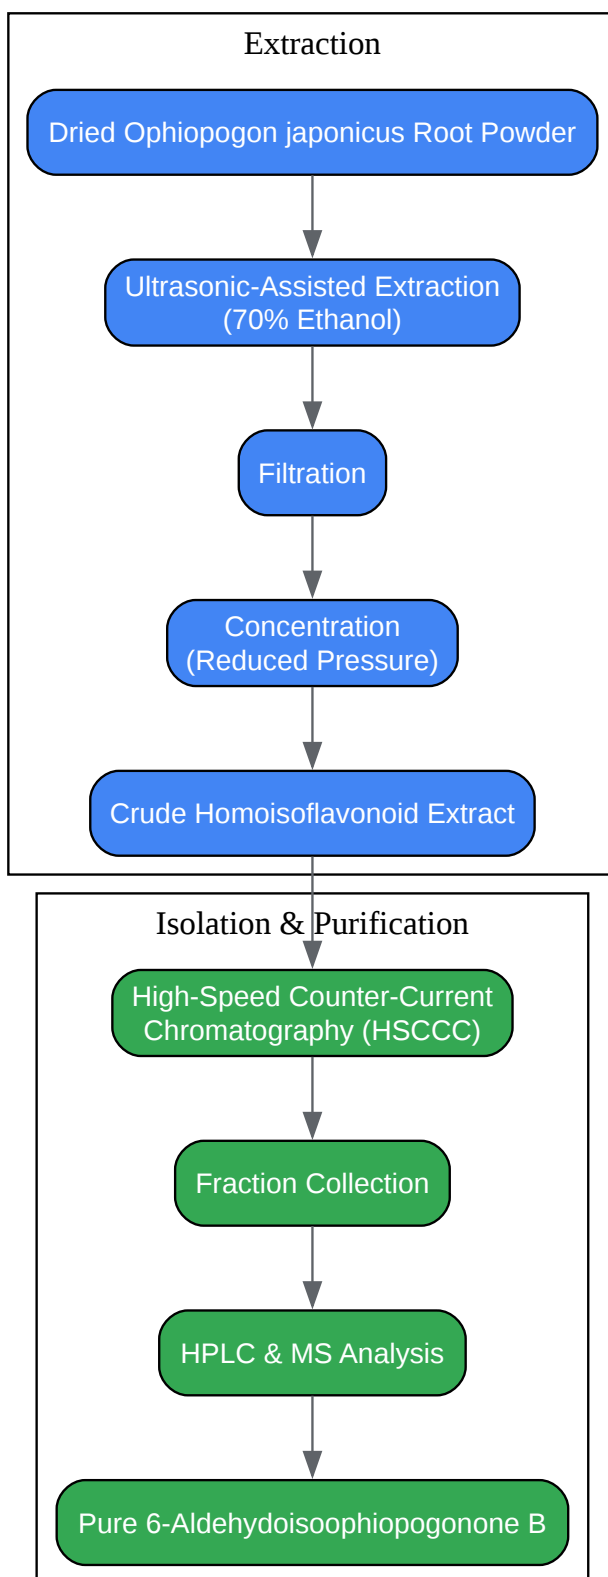 Extraction
Dried Ophiopogon japonicus Root Powder
Ultrasonic-Assisted Extraction
(70% Ethanol)
Filtration
Concentration
(Reduced Pressure)
Crude Homoisoflavonoid Extract
Isolation & Purification
High-Speed Counter-Current
Chromatography (HSCCC)
Fraction Collection
HPLC & MS Analysis
Pure 6-Aldehydoisoophiopogonone B